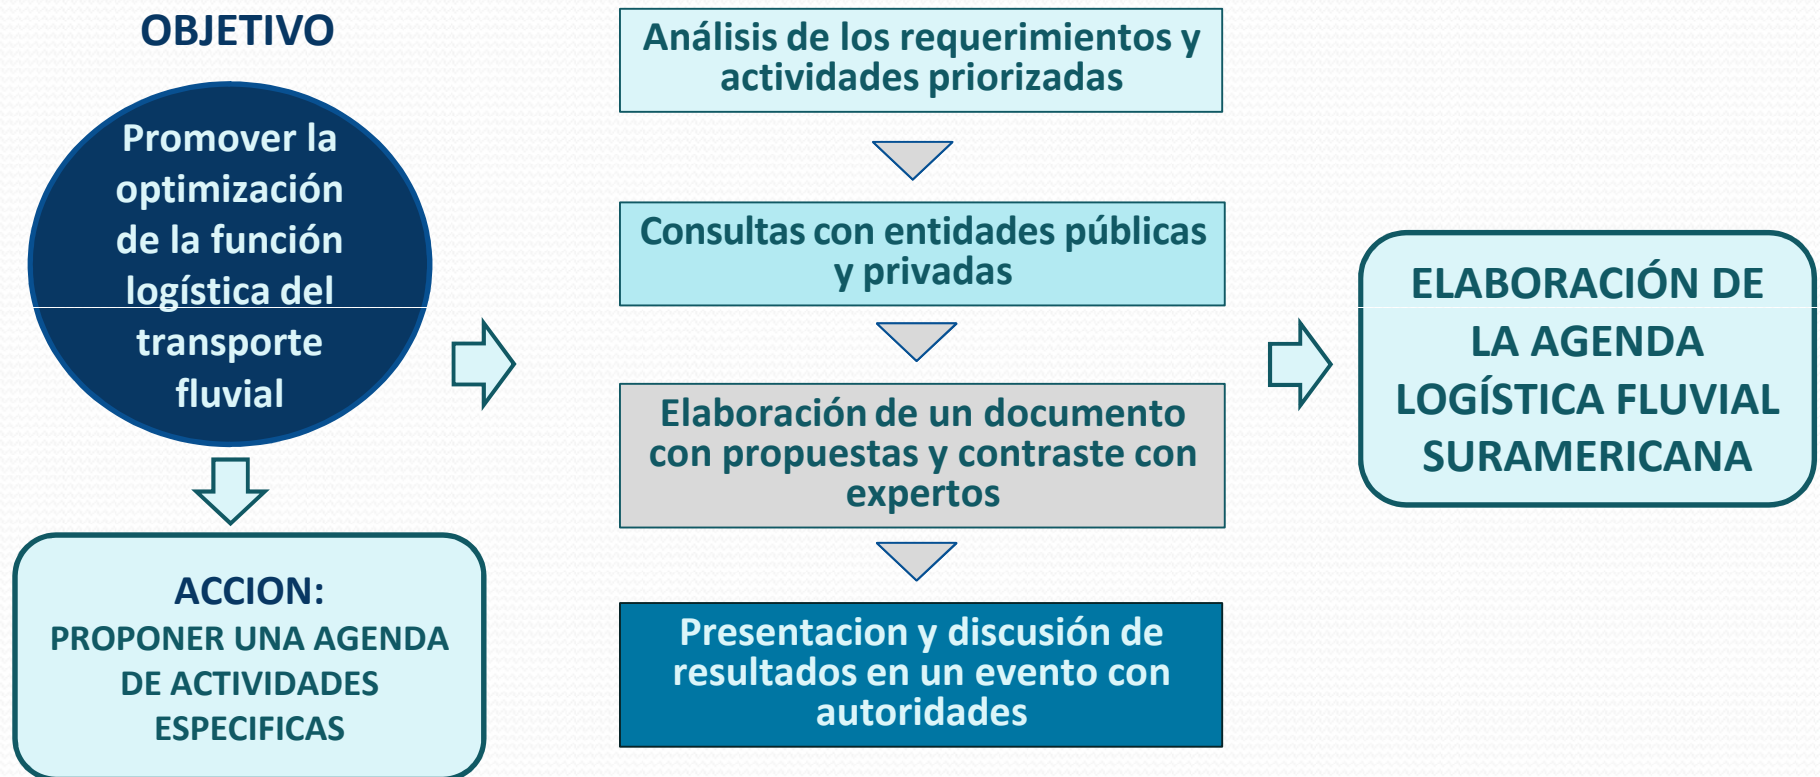 OBJETIVO
Promover la
optimización
de la función
logística del
transporte
fluvial
ACCION:
PROPONER UNA AGENDA
DE ACTIVIDADES
ESPECIFICAS
Análisis de los requerimientos y
actividades priorizadas
Consultas con entidades públicas
y privadas
Elaboración de un documento
con propuestas y contraste con
expertos
Presentacion y discusión de
resultados en un evento con
autoridades
ELABORACIÓN DE
LA AGENDA
LOGÍSTICA FLUVIAL
SURAMERICANA